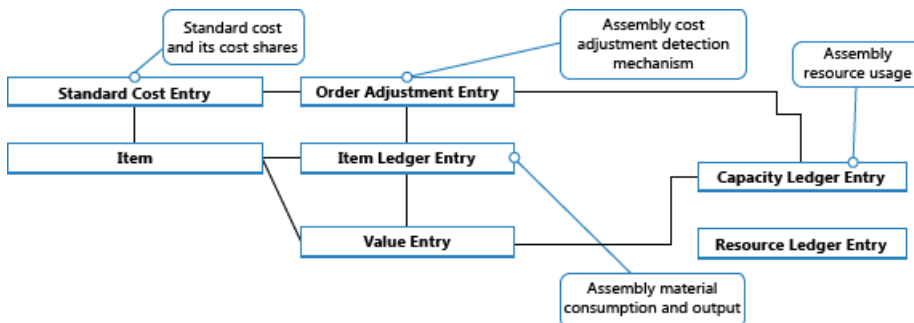 Standard cost
and its cost shares
Assembly cost
adjustment detection
mechanism
Assembly
resource usage
Standard Cost Entry
Order Adjustment Entry
Item
Item Ledger Entry
Capacity Ledger Entry
Value Entry
Resource Ledger Entry
Assembly material
consumption and output